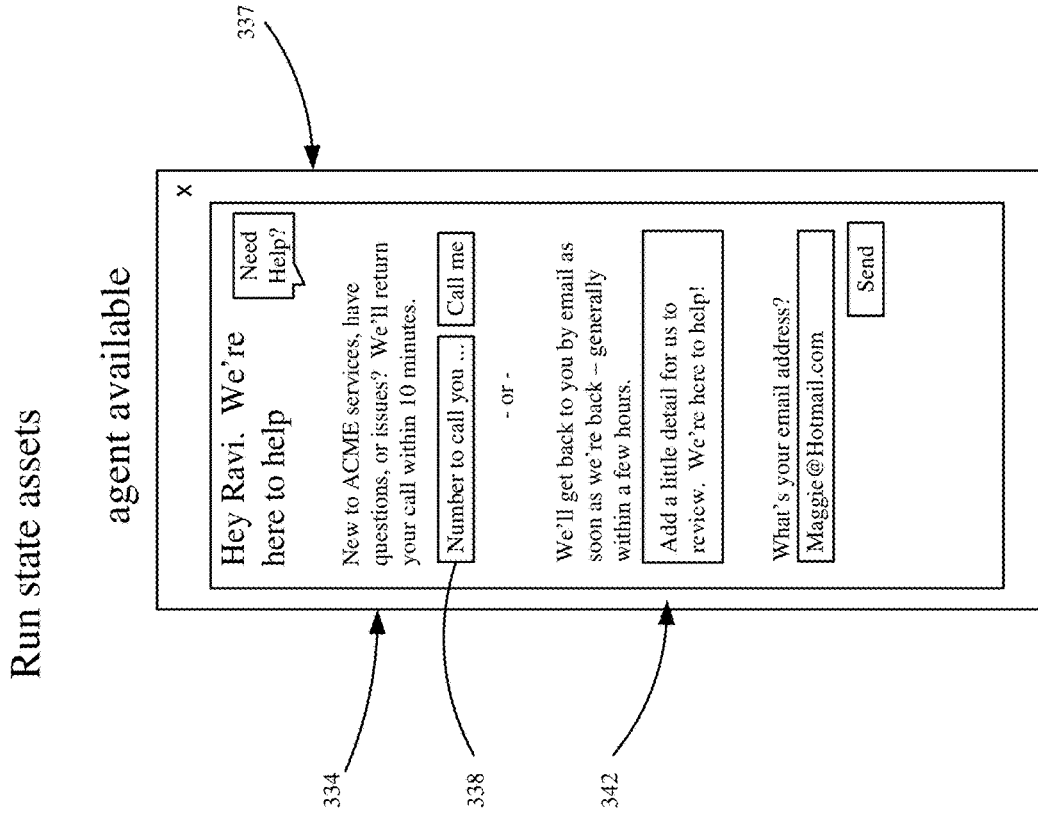 Run state assets
agent available
337
x
Hey Ravi. We're
here to help
Need
Help?
New to ACME services, have
questions, or issues? We'll return
your call within 10 minutes.
Number to call you ...
Call me
- or -
We'll get back to you by email as
soon as we're back – generally
within a few hours.
Add a little detail for us to
review. We're here to help!
What's your email address?
Maggie@Hotmail.com
Send
334
338
342